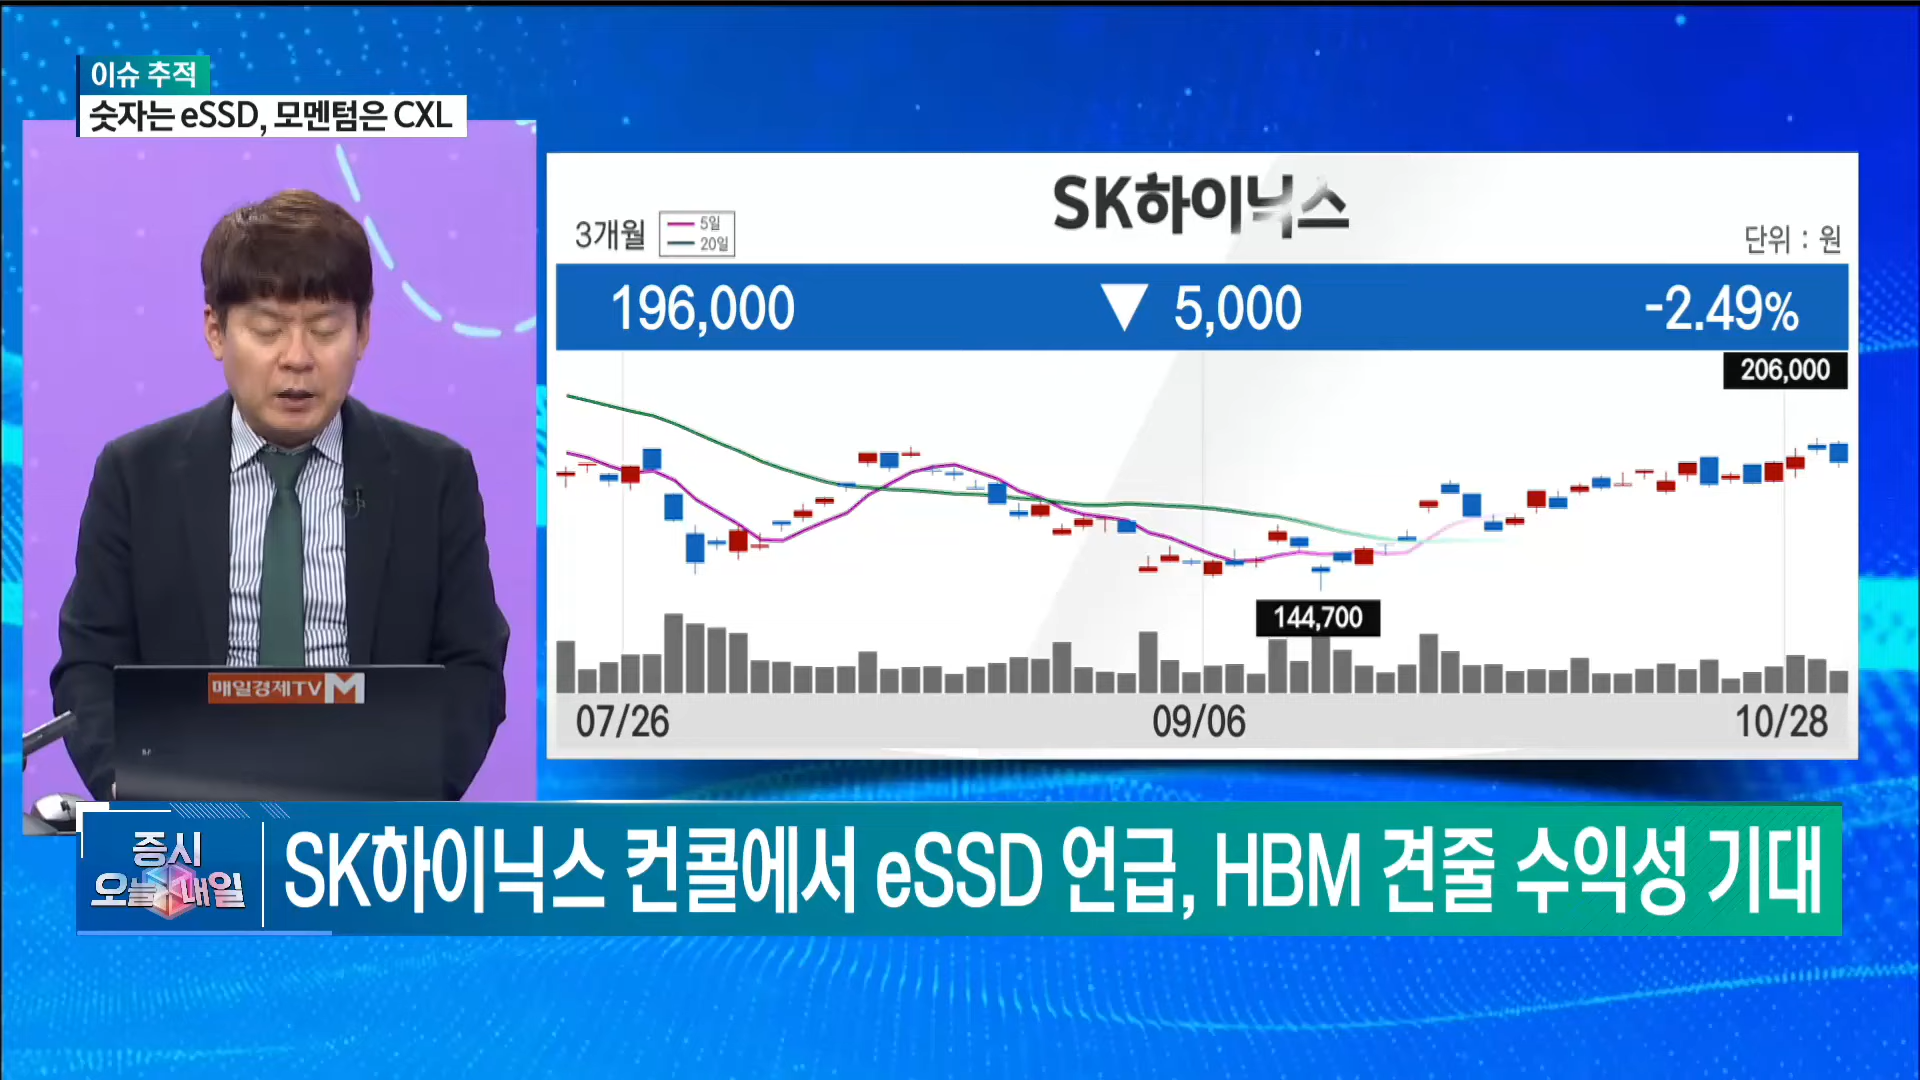 이슈 추적
숫자는 eSSD, 모멘텀은 CXL
SK하이닉스
3개월
5일
20일
단위 : 원
196,000 ▼ 5,000 -2.49%
206,000
144,700
07/26 09/06 10/28
매일경제TV M
증시
오늘 매일
SK하이닉스 컨콜에서 eSSD 언급, HBM 견줄 수익성 기대